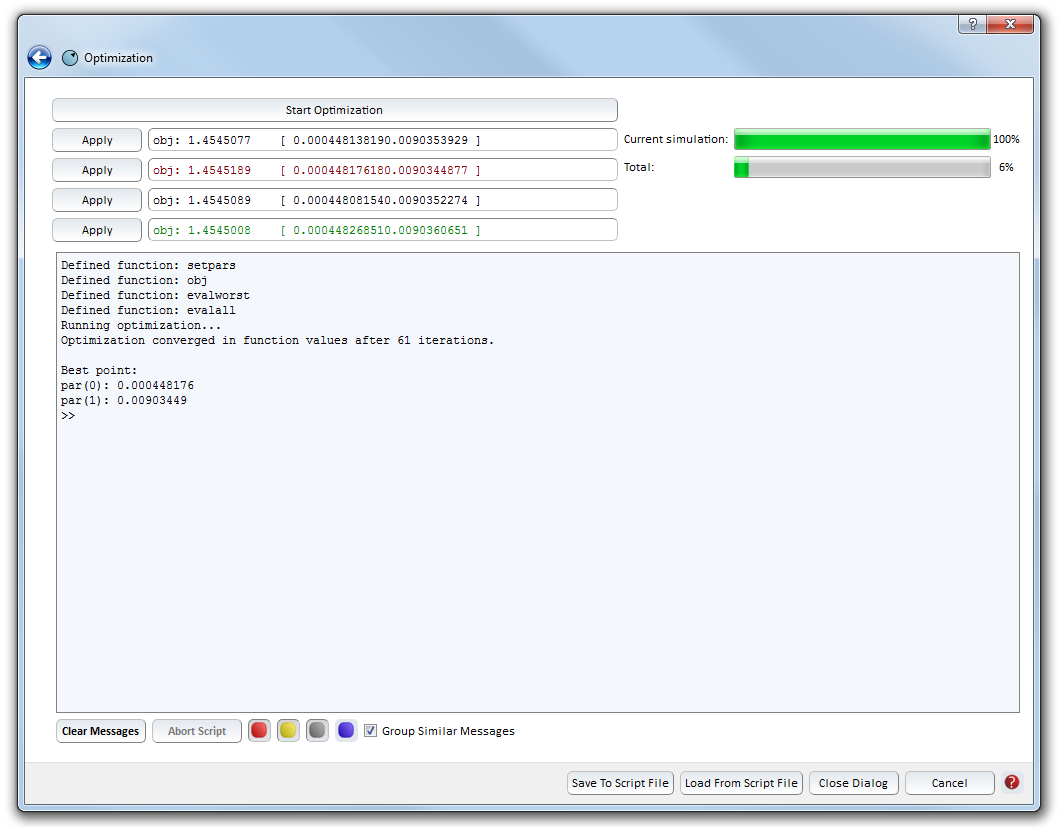 ?
Optimization
Start Optimization
Apply obj: 1.4545077 [ 0.000448138190.0090353929 ] Current simulation: 100%
Apply obj: 1.4545189 [ 0.000448176180.0090344877 ] Total: 6%
Apply obj: 1.4545089 [ 0.000448081540.0090352274 ]
Apply obj: 1.4545008 [ 0.000448268510.0090360651 ]
Defined function: setpars
Defined function: obj
Defined function: evalworst
Defined function: evalall
Running optimization...
Optimization converged in function values after 61 iterations.
Best point:
par(0): 0.000448176
par(1): 0.00903449
>>
Clear Messages Abort Script Group Similar Messages
Save To Script File Load From Script File Close Dialog Cancel ?